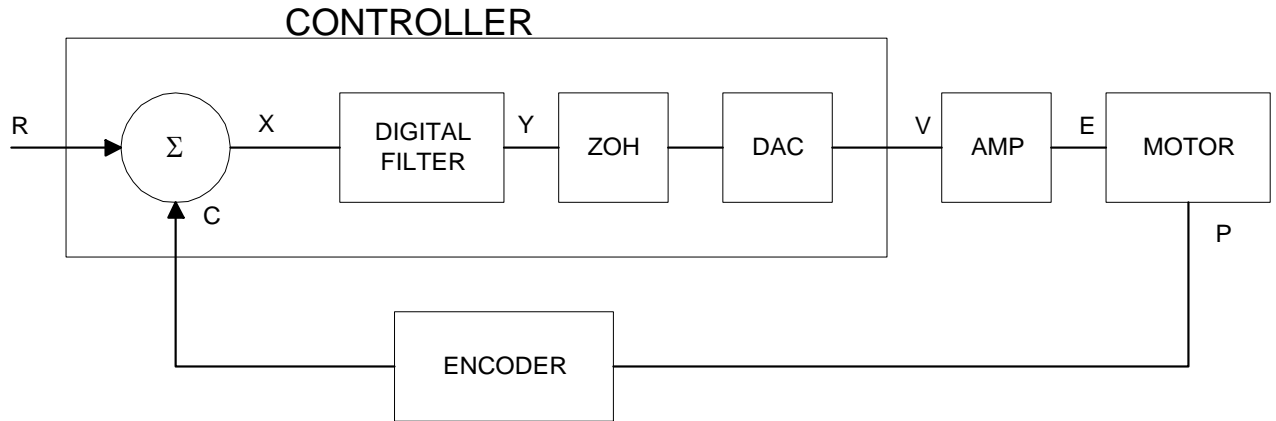 CONTROLLER
R
Σ
X
DIGITAL
FILTER
Y
ZOH
DAC
V
AMP
E
MOTOR
C
P
ENCODER